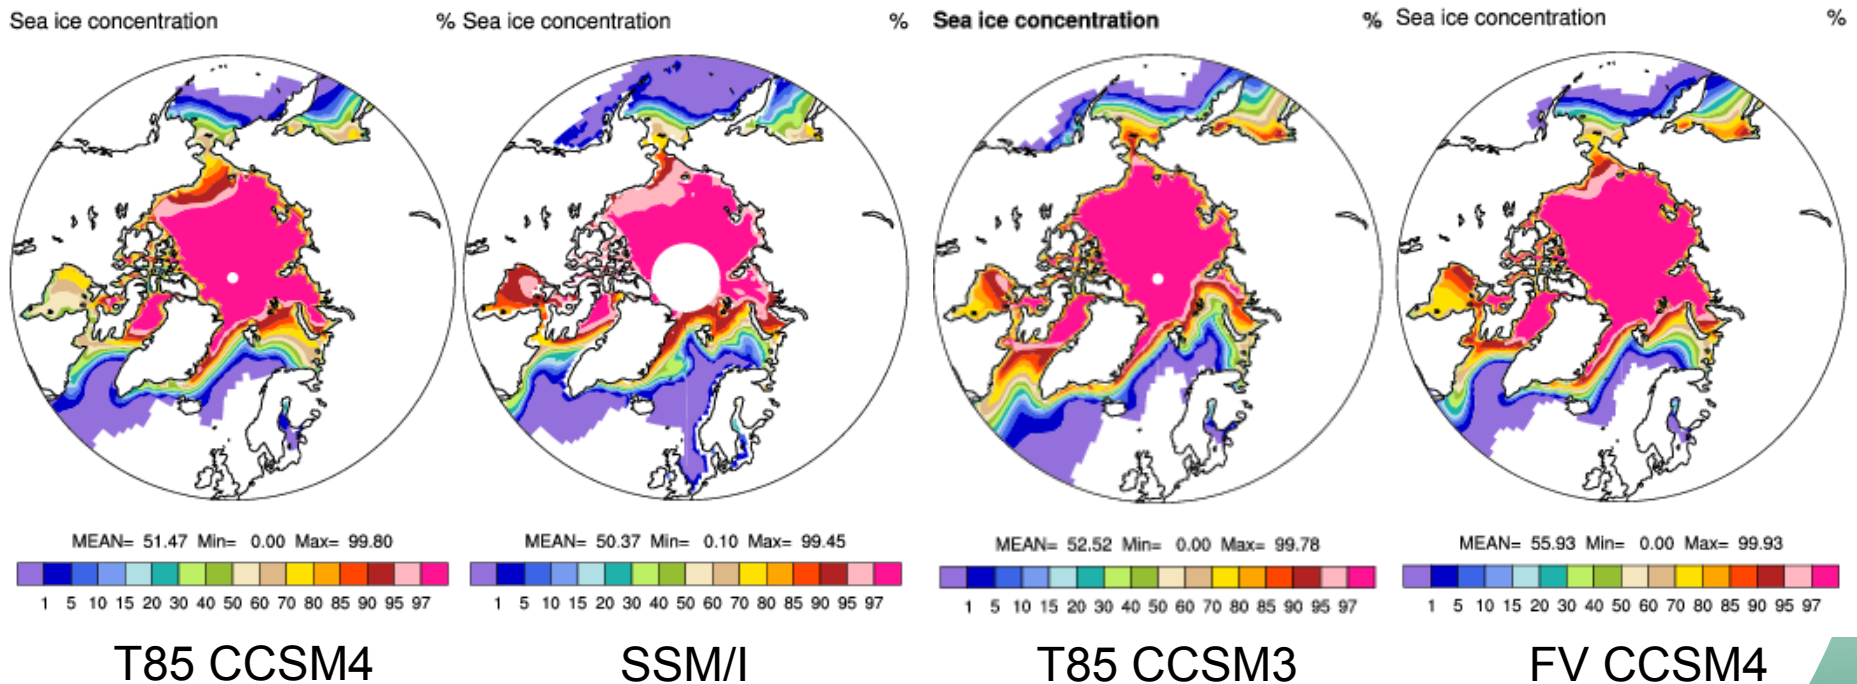 Sea ice concentration %
Sea ice concentration %
Sea ice concentration %
Sea ice concentration %
MEAN= 51.47 Min= 0.00 Max= 99.80
MEAN= 50.37 Min= 0.10 Max= 99.45
MEAN= 52.52 Min= 0.00 Max= 99.78
MEAN= 55.93 Min= 0.00 Max= 99.93
1 5 10 15 20 30 40 50 60 70 80 85 90 95 97
1 5 10 15 20 30 40 50 60 70 80 85 90 95 97
1 5 10 15 20 30 40 50 60 70 80 85 90 95 97
1 5 10 15 20 30 40 50 60 70 80 85 90 95 97
T85 CCSM4
SSM/I
T85 CCSM3
FV CCSM4